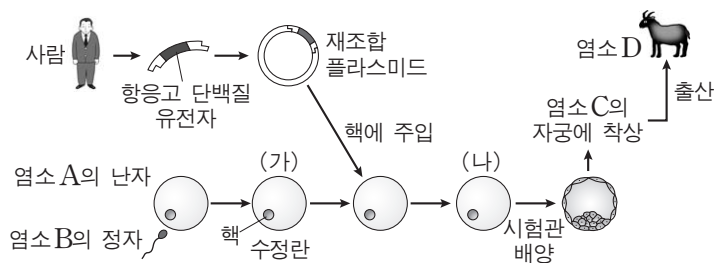 사람
항응고 단백질
유전자
재조합
플라스미드
핵에 주입
염소 D
출산
염소 C의
자궁에 착상
염소 A의 난자
염소 B의 정자
(가)
핵
수정란
(나)
시험관
배양